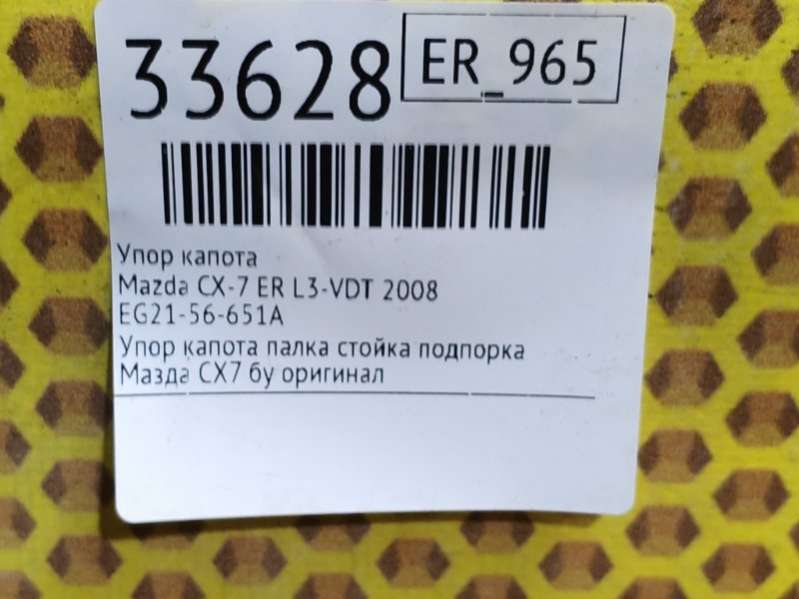 33628 ER_965
Упор капота
Mazda CX-7 ER L3-VDT 2008
EG21-56-651A
Упор капота палка стойка подпорка
Мазда СХ7 бу оригинал